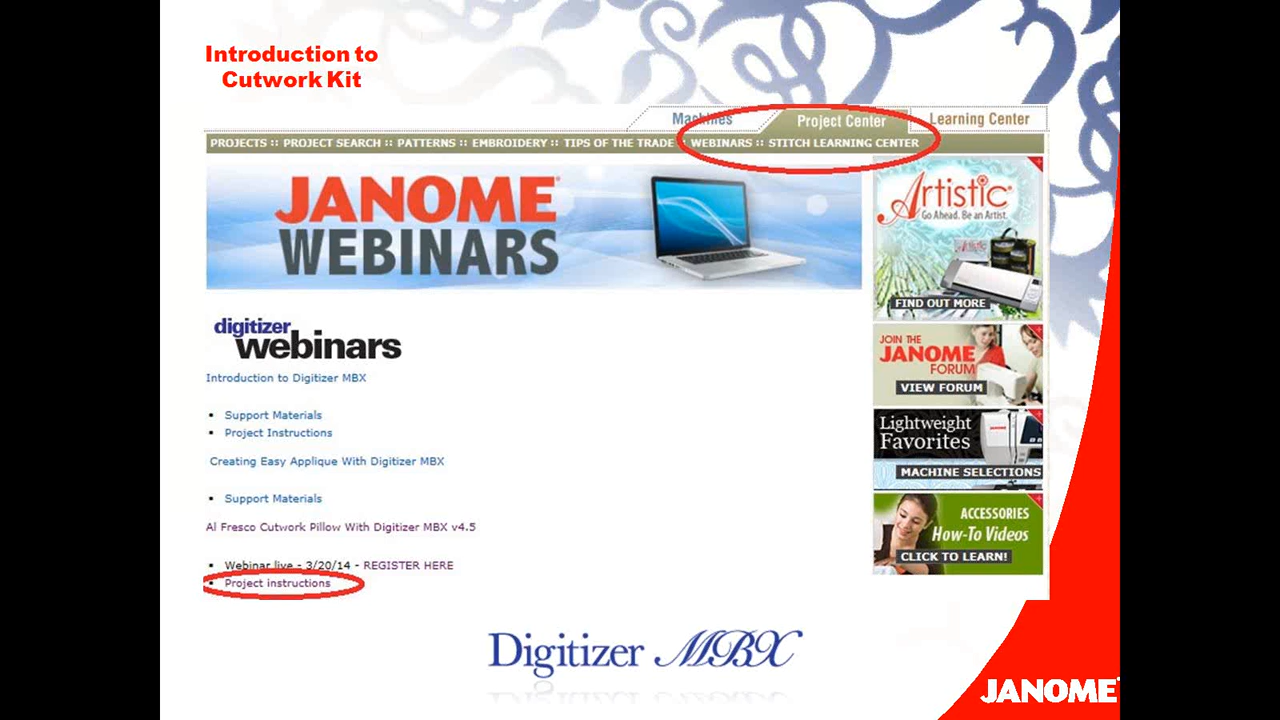 Introduction to
Cutwork Kit
Machines
Project Center
Learning Center
PROJECTS :: PROJECT SEARCH :: PATTERNS :: EMBROIDERY :: TIPS OF THE TRADE :: WEBINARS :: STITCH LEARNING CENTER
JANOME®
WEBINARS
Artistic®
Go Ahead. Be an Artist.
Artistic
FIND OUT MORE
digitizer
webinars
JOIN THE
JANOME
FORUM
VIEW FORUM
Introduction to Digitizer MBX
Support Materials
Project Instructions
Lightweight
Favorites
MACHINE SELECTIONS
Creating Easy Applique With Digitizer MBX
Support Materials
Al Fresco Cutwork Pillow With Digitizer MBX v4.5
Webinar live - 3/20/14 - REGISTER HERE
Project instructions
ACCESSORIES
How-To Videos
CLICK TO LEARN!
Digitizer MBX
JANOME